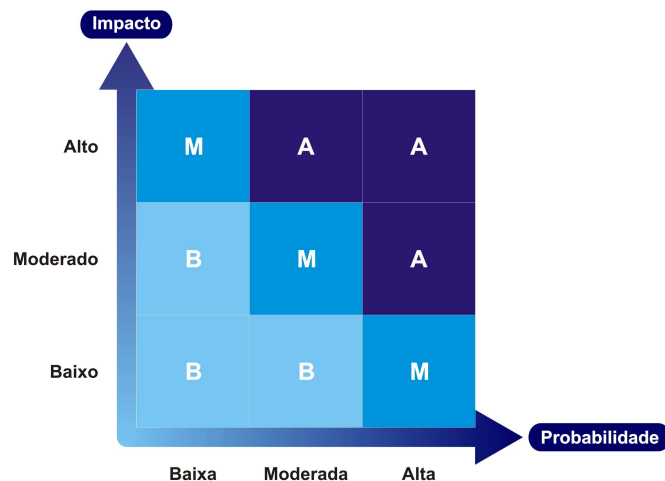 Impacto
Alto M A A
Moderado B M A
Baixo B B M
Probabilidade
Baixa Moderada Alta